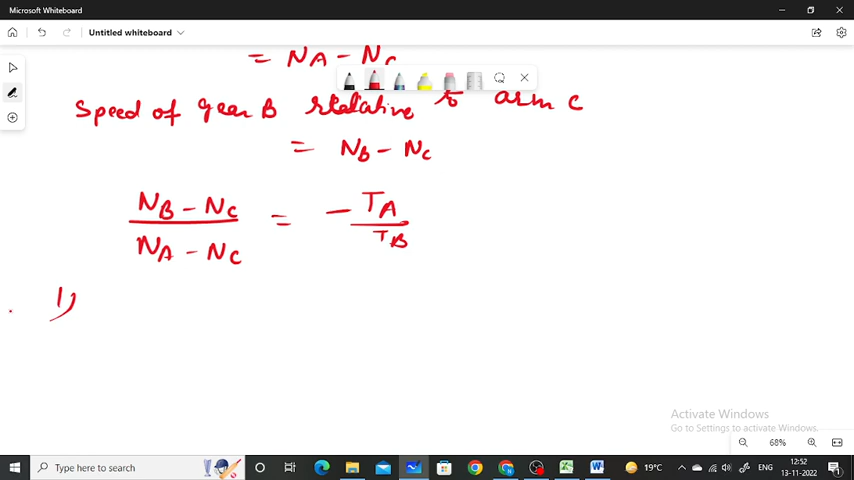 Microsoft Whiteboard
Untitled whiteboard
= NA - NC
Speed of gear B relative to arm C
= NB - NC
NB - NC / NA - NC = - TA / TB
1)
Activate Windows
Go to Settings to activate Windows.
68%
Type here to search
19°C
ENG
12:52
13-11-2022